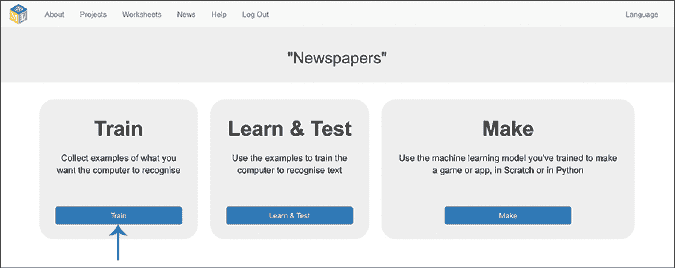 About Projects Worksheets News Help Log Out Language
"Newspapers"
Train
Collect examples of what you
want the computer to recognise
Train
Learn & Test
Use the examples to train the
computer to recognise text
Learn & Test
Make
Use the machine learning model you've trained to make
a game or app, in Scratch or in Python
Make